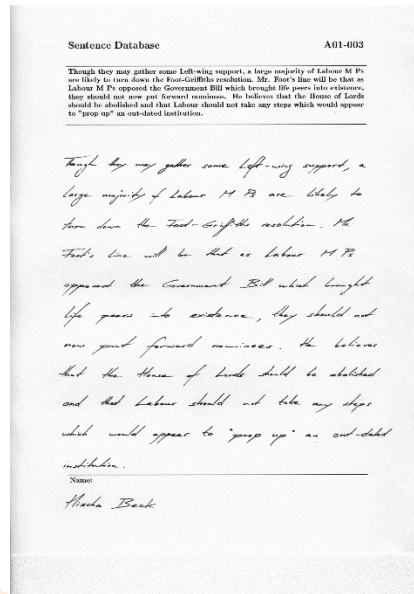 Sentence Database A01-003
Though they may gather some Left-wing support, a large majority of Labour M Ps
are likely to turn down the Foot-Griffiths resolution. Mr. Foot's line will be that as
Labour M Ps opposed the Government Bill which brought life peers into existence,
they should not now put forward nominees. He believes that the House of Lords
should be abolished and that Labour should not take any steps which would appear
to "prop up" an out-dated institution.
Though they may gather some Left-wing support, a
large majority of Labour M Ps are likely to
turn down the Foot-Griffiths resolution. Mr.
Foot's line will be that as Labour M Ps
opposed the Government Bill which brought
life peers into existence, they should not
now put forward nominees. He believes
that the House of Lords should be abolished
and that Labour should not take any steps
which would appear to "prop up" an out-dated
institution.
Name:
Mischa Beck